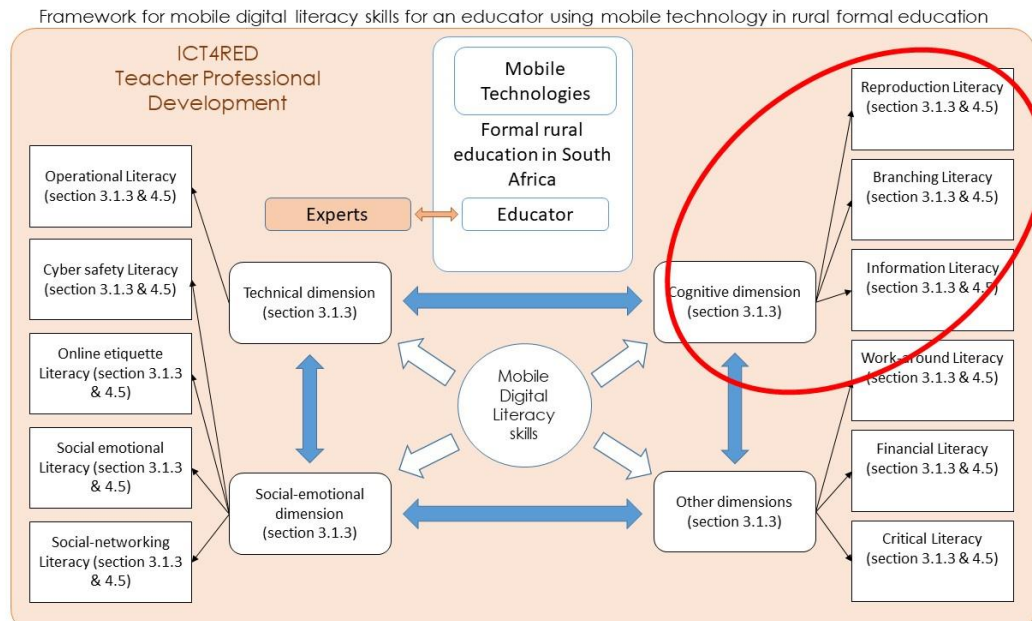 Framework for mobile digital literacy skills for an educator using mobile technology in rural formal education
ICT4RED
Teacher Professional
Development
Mobile
Technologies
Formal rural
education in South
Africa
Experts
Educator
Operational Literacy
(section 3.1.3 & 4.5)
Cyber safety Literacy
(section 3.1.3 & 4.5)
Online etiquette
Literacy (section 3.1.3
& 4.5)
Social emotional
Literacy (section 3.1.3
& 4.5)
Social-networking
Literacy (section 3.1.3
& 4.5)
Technical dimension
(section 3.1.3)
Social-emotional
dimension
(section 3.1.3)
Mobile
Digital
Literacy
skills
Cognitive dimension
(section 3.1.3)
Other dimensions
(section 3.1.3)
Reproduction Literacy
(section 3.1.3 & 4.5)
Branching Literacy
(section 3.1.3 & 4.5)
Information Literacy
(section 3.1.3 & 4.5)
Work-around Literacy
(section 3.1.3 & 4.5)
Financial Literacy
(section 3.1.3 & 4.5)
Critical Literacy
(section 3.1.3 & 4.5)